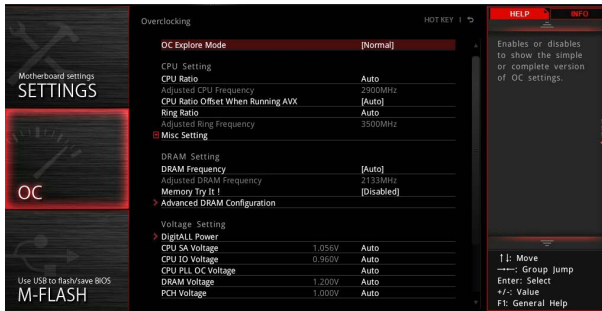 Motherboard settings
SETTINGS
OC
Use USB to flash/save BIOS
M-FLASH
Overclocking
HOT KEY
OC Explore Mode [Normal]
CPU Setting
CPU Ratio Auto
Adjusted CPU Frequency 2900MHz
CPU Ratio Offset When Running AVX [Auto]
Ring Ratio Auto
Adjusted Ring Frequency 3500MHz
Misc Setting
DRAM Setting
DRAM Frequency [Auto]
Adjusted DRAM Frequency 2133MHz
Memory Try It ! [Disabled]
Advanced DRAM Configuration
Voltage Setting
DigitALL Power
CPU SA Voltage 1.056V Auto
CPU IO Voltage 0.960V Auto
CPU PLL OC Voltage Auto
DRAM Voltage 1.200V Auto
PCH Voltage 1.000V Auto
HELP INFO
Enables or disables
to show the simple
or complete version
of OC settings.
↑↓: Move
→←: Group Jump
Enter: Select
+/-: Value
F1: General Help